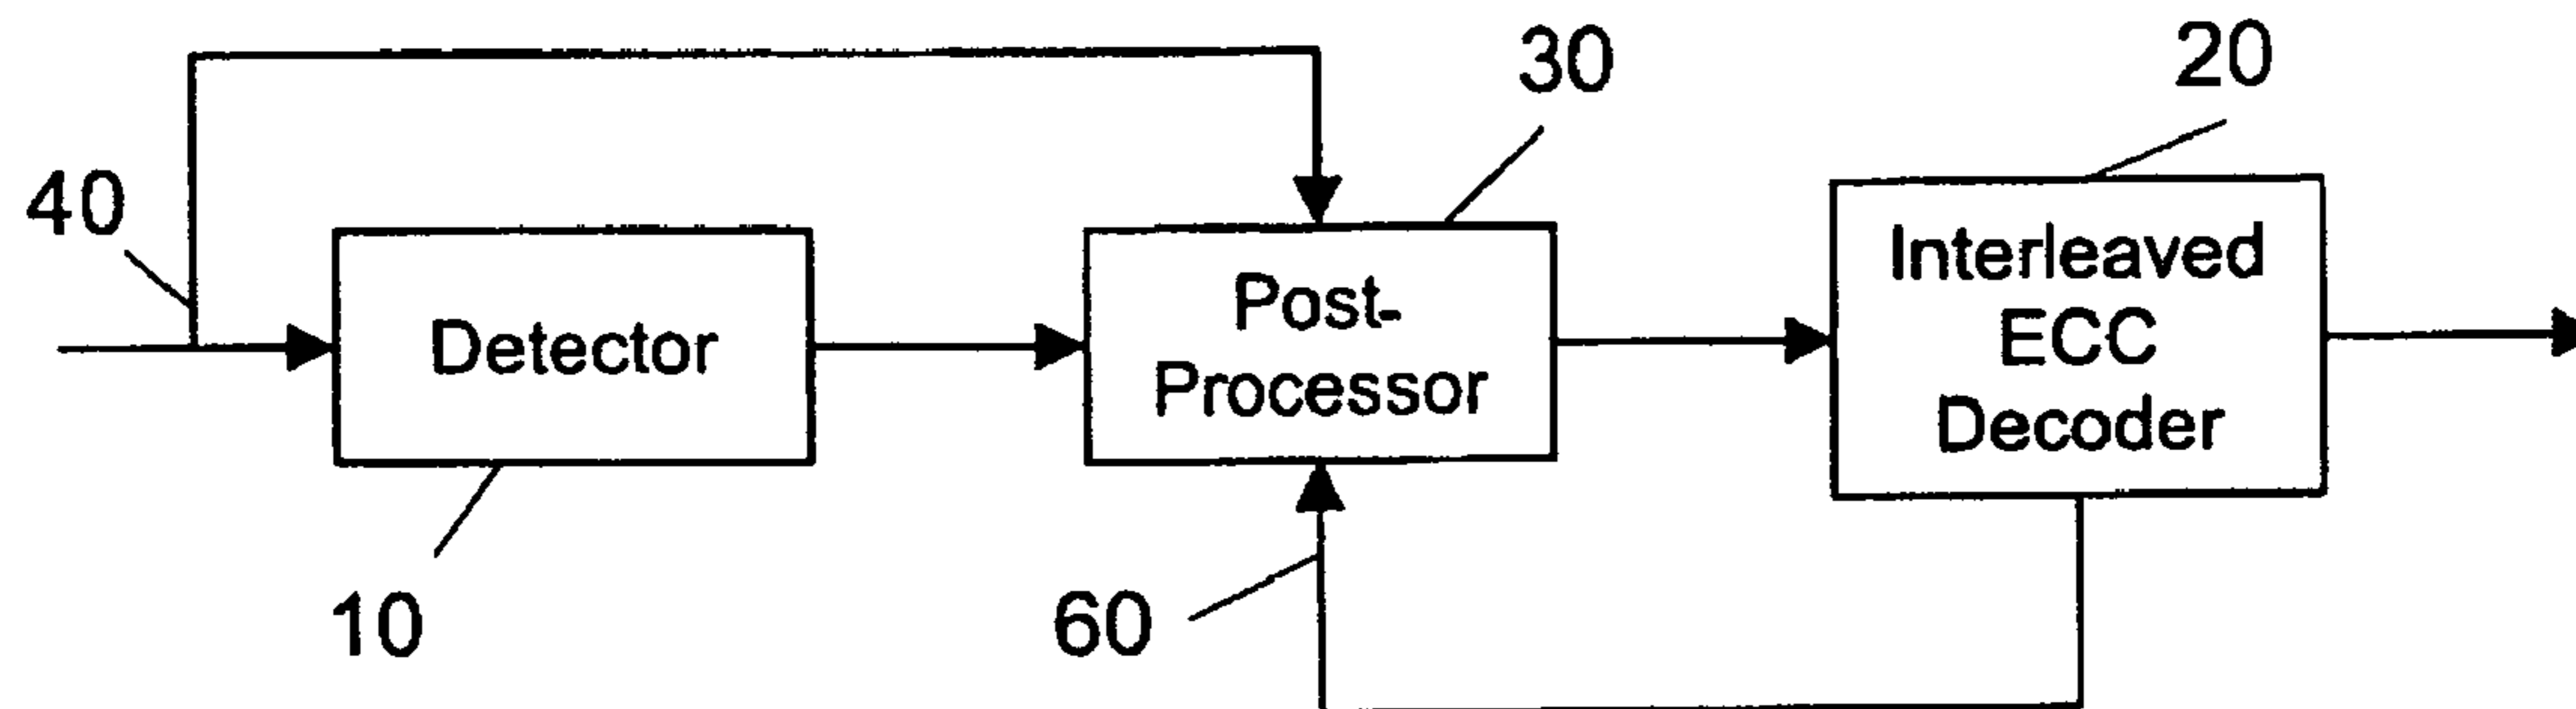 30
20
40
Detector
Post-
Processor
Interleaved
ECC
Decoder
10
60